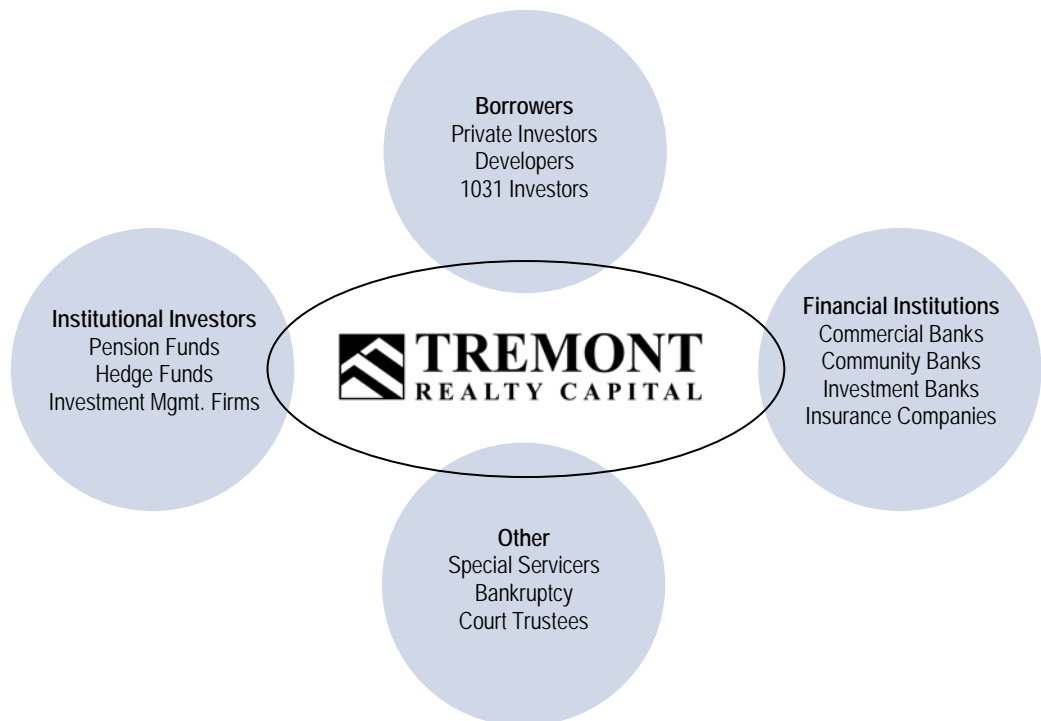 Borrowers
Private Investors
Developers
1031 Investors
Institutional Investors
Pension Funds
Hedge Funds
Investment Mgmt. Firms
TREMONT
REALTY CAPITAL
Financial Institutions
Commercial Banks
Community Banks
Investment Banks
Insurance Companies
Other
Special Servicers
Bankruptcy
Court Trustees